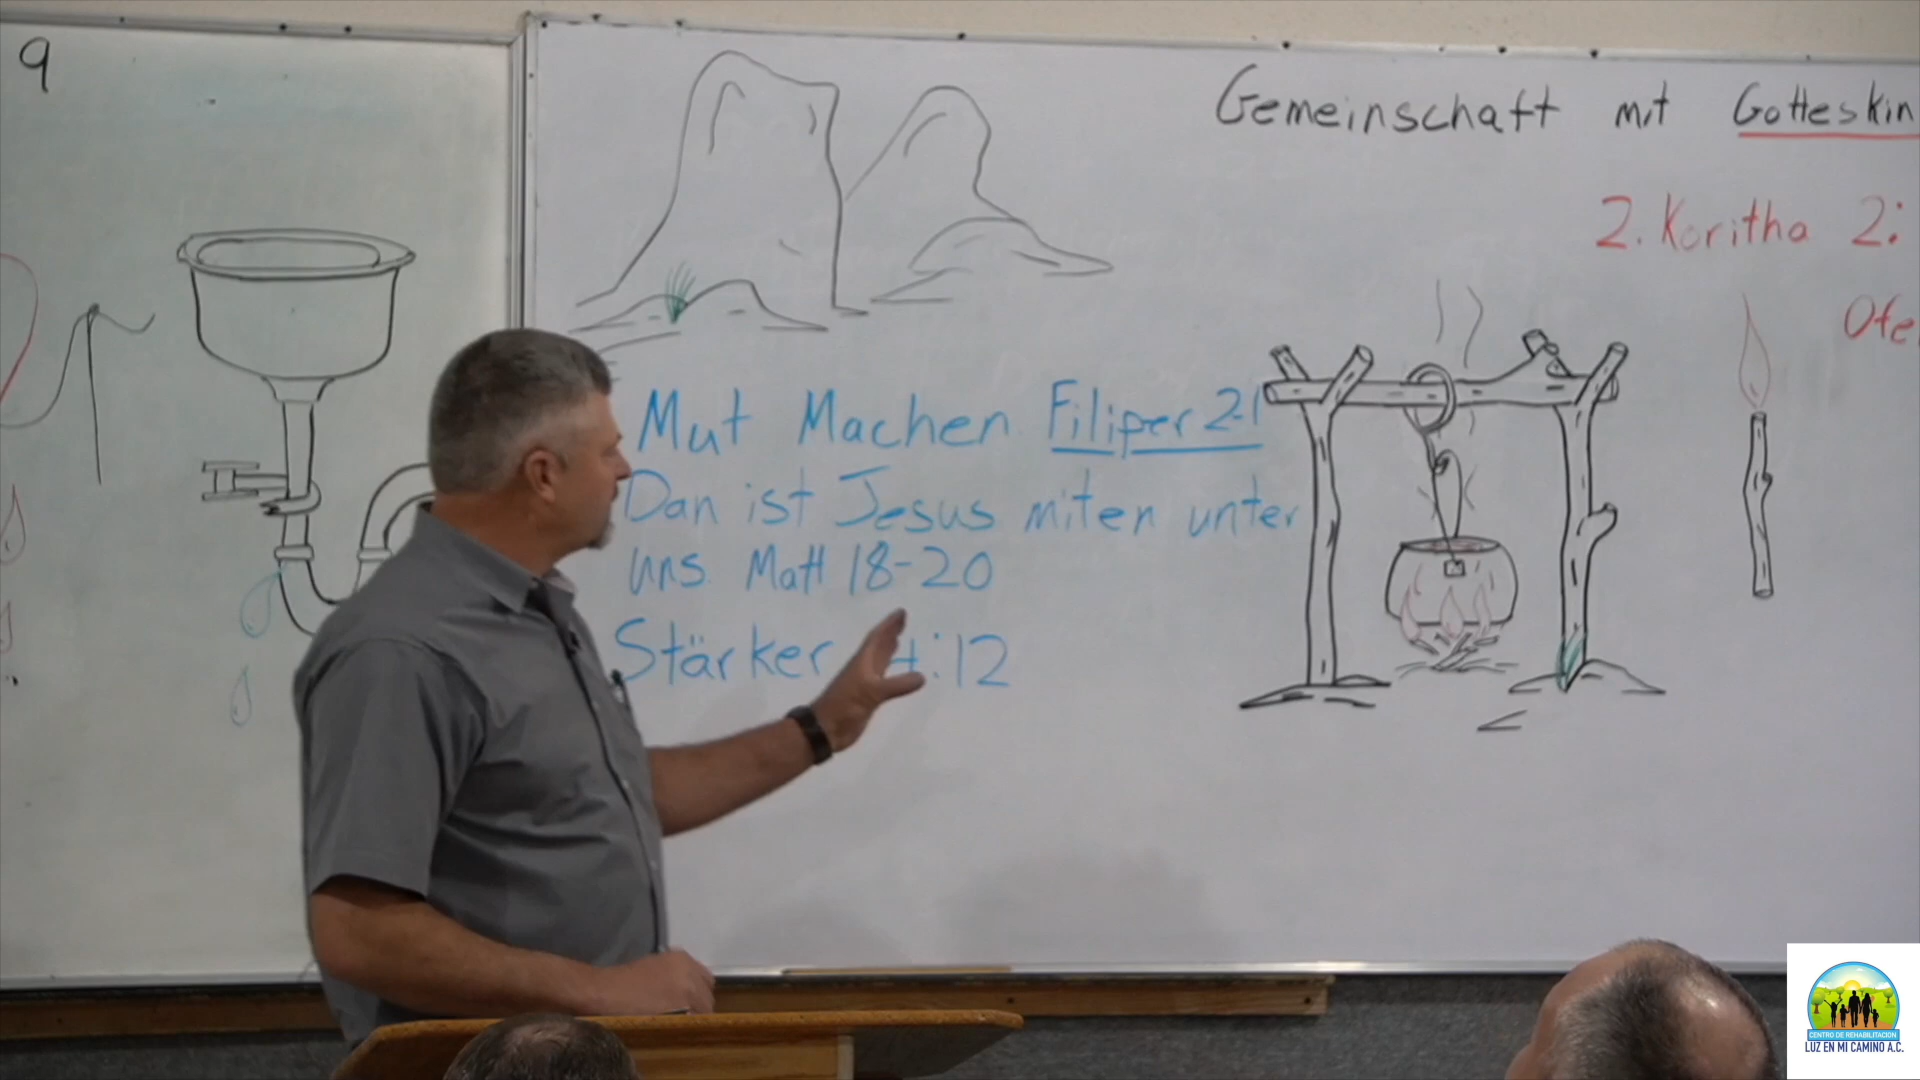 9
Gemeinschaft mit Gotteskin
2. Koritha 2:
Ofe
Mut Machen Filiper 2-1
Dan ist Jesus miten unter
uns. Matt 18-20
Stärker :12
CENTRO DE REHABILITACION
LUZ EN MI CAMINO A.C.